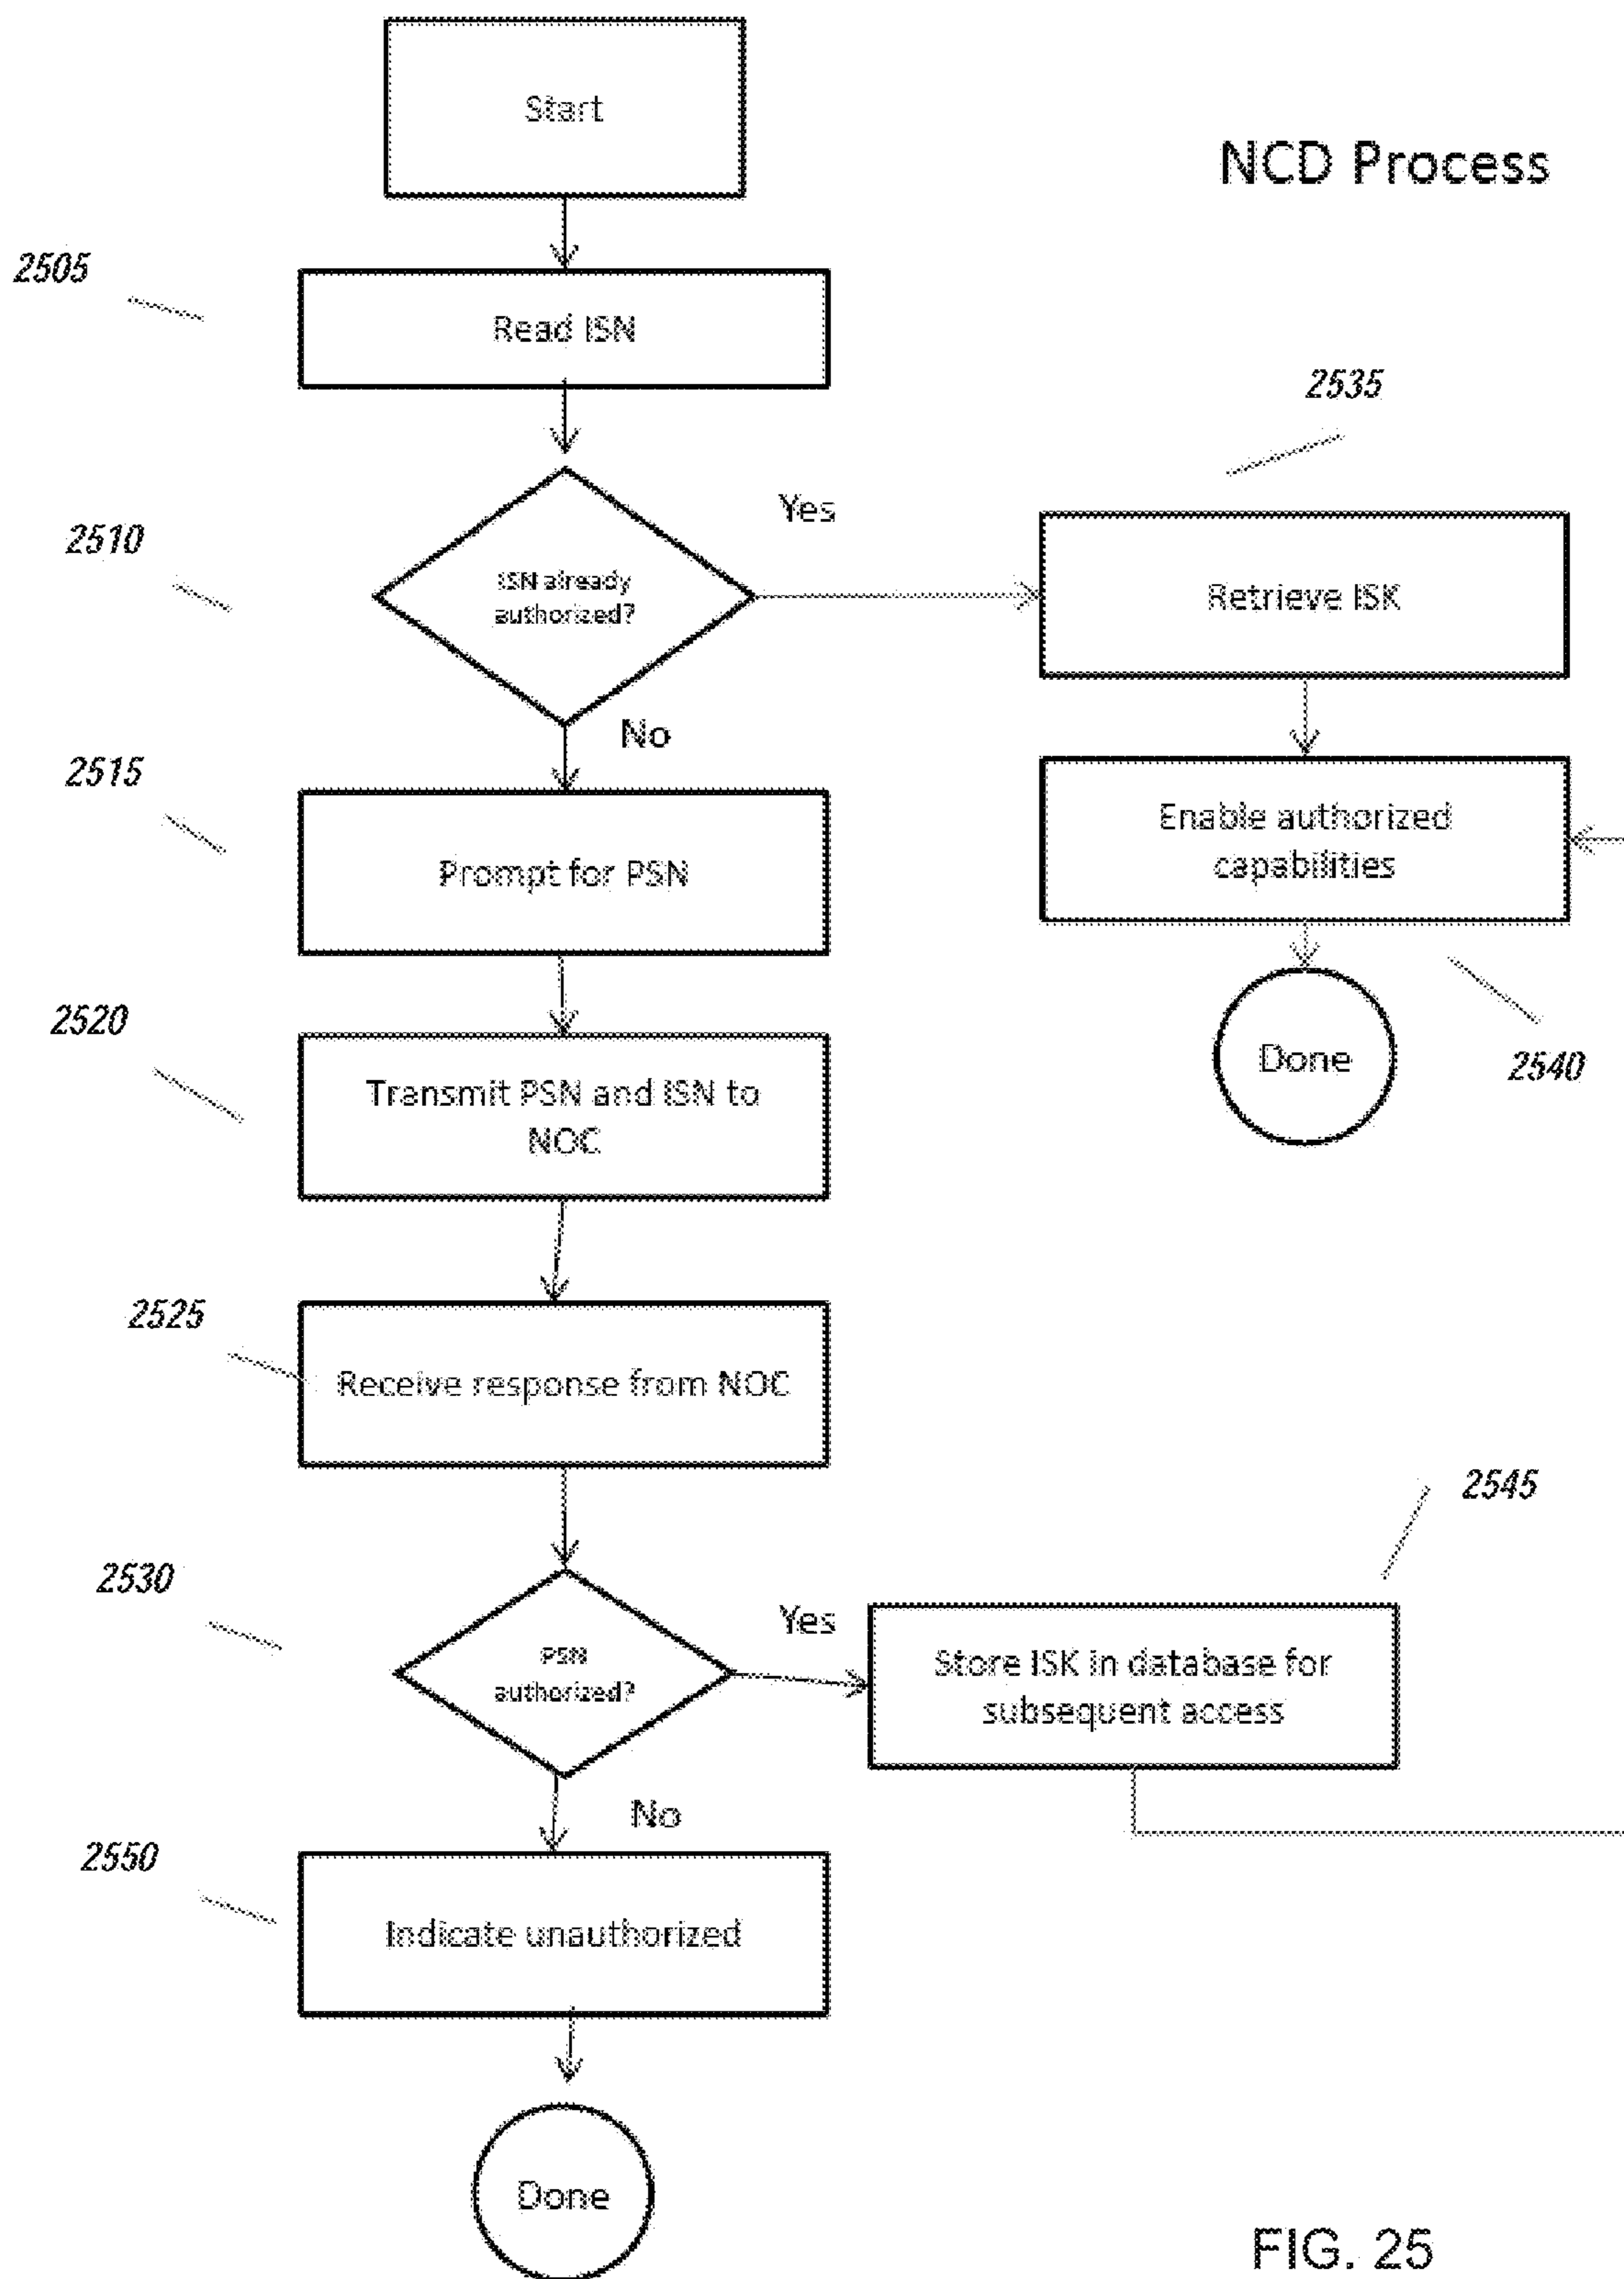 Start
NCD Process
2505
Read ISN
2535
2510
Yes
ISN already
authorized?
Retrieve ISK
No
2515
Prompt for PSN
Enable authorized
capabilities
2520
Transmit PSN and ISN to
NOC
Done
2540
2525
Receive response from NOC
2545
2530
Yes
PSN
authorized?
Store ISK in database for
subsequent access
No
2550
Indicate unauthorized
Done
FIG. 25